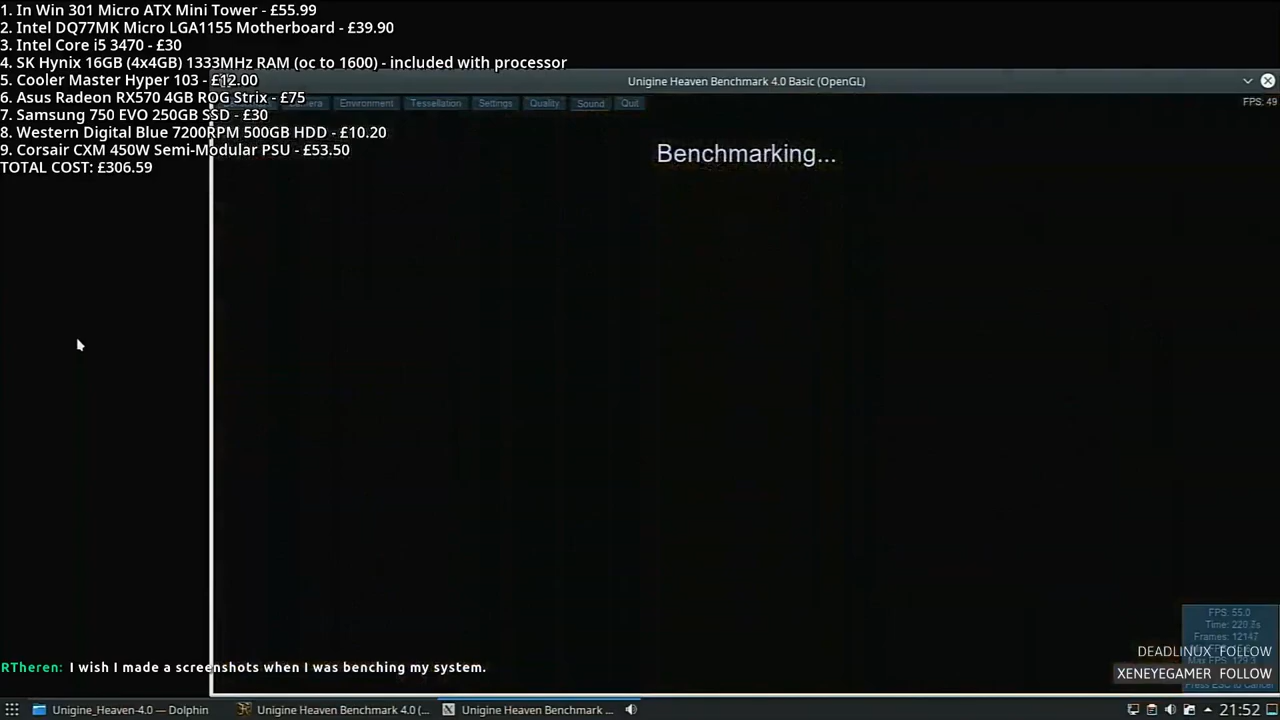 1. In Win 301 Micro ATX Mini Tower - £55.99
2. Intel DQ77MK Micro LGA1155 Motherboard - £39.90
3. Intel Core i5 3470 - £30
4. SK Hynix 16GB (4x4GB) 1333MHz RAM (oc to 1600) - included with processor
5. Cooler Master Hyper 103 - £12.00
6. Asus Radeon RX570 4GB ROG Strix - £75
7. Samsung 750 EVO 250GB SSD - £30
8. Western Digital Blue 7200RPM 500GB HDD - £10.20
9. Corsair CXM 450W Semi-Modular PSU - £53.50
TOTAL COST: £306.59
Unigine Heaven Benchmark 4.0 Basic (OpenGL)
Environment Tessellation Settings Quality Sound Quit
FPS: 49
Benchmarking...
FPS: 55.0
Frames: 12147
DEADLINUX FOLLOW
XENEYEGAMER FOLLOW
RTheren: I wish I made a screenshots when I was benching my system.
Unigine_Heaven-4.0 — Dolphin
Unigine Heaven Benchmark 4.0 (...
Unigine Heaven Benchmark ...
21:52